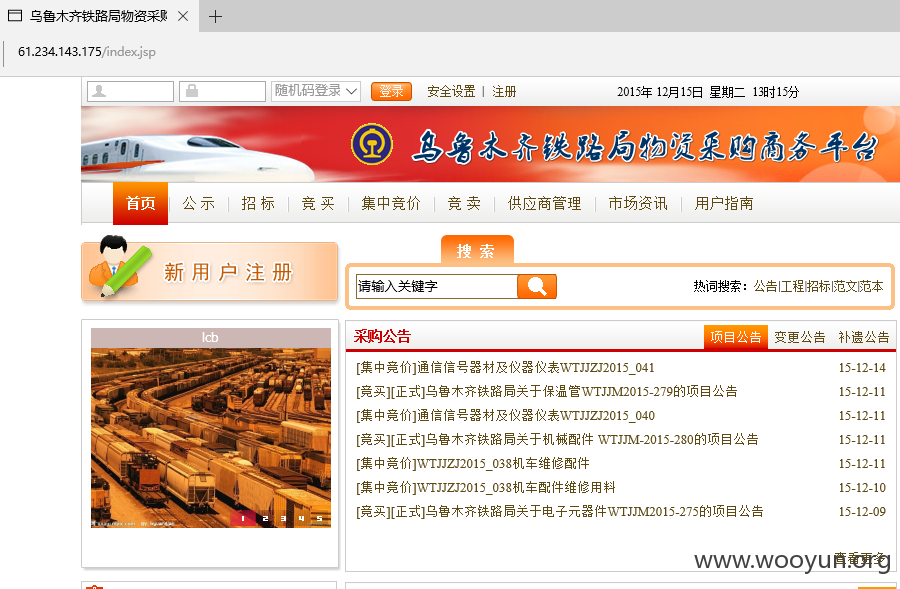 乌鲁木齐铁路局物资采购
61.234.143.175/index.jsp
随机码登录 登录 安全设置 | 注册 2015年 12月15日 星期二 13时15分
乌鲁木齐铁路局物资采购商务平台
首页 公 示 招 标 竞 买 集中竞价 竞 卖 供应商管理 市场资讯 用户指南
新用户注册
搜 索
请输入关键字 热词搜索：公告|工程|招标|范文|范本
lcb
采购公告 项目公告 变更公告 补遗公告
[集中竞价]通信信号器材及仪器仪表WTJJZJ2015_041 15-12-14
[竞买][正式]乌鲁木齐铁路局关于保温管WTJJM2015-279的项目公告 15-12-11
[集中竞价]通信信号器材及仪器仪表WTJJZJ2015_040 15-12-11
[竞买][正式]乌鲁木齐铁路局关于机械配件 WTJJM-2015-280的项目公告 15-12-11
[集中竞价]WTJJZJ2015_038机车维修配件 15-12-11
[集中竞价]WTJJZJ2015_038机车配件维修用料 15-12-10
[竞买][正式]乌鲁木齐铁路局关于电子元器件WTJJM2015-275的项目公告 15-12-09
1 2 3 4 5
查看更多
www.wooyun.org